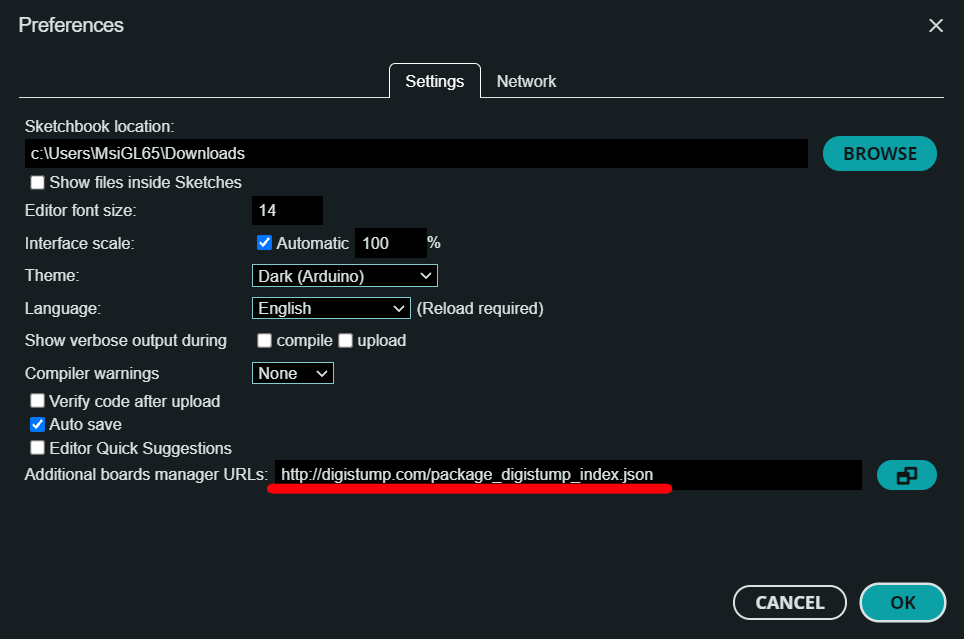 Preferences
Settings Network
Sketchbook location:
c:\Users\MsiGL65\Downloads BROWSE
Show files inside Sketches
Editor font size: 14
Interface scale: Automatic 100 %
Theme: Dark (Arduino)
Language: English (Reload required)
Show verbose output during compile upload
Compiler warnings None
Verify code after upload
Auto save
Editor Quick Suggestions
Additional boards manager URLs: http://digistump.com/package_digistump_index.json
CANCEL OK